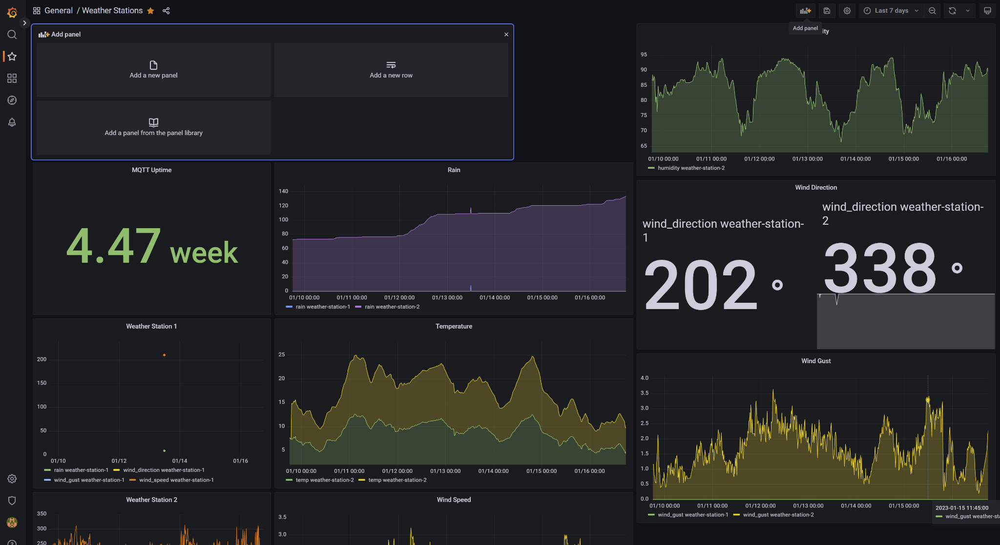 General / Weather Stations
Last 7 days
Add panel
Add panel
Add a new panel
Add a new row
Add a panel from the panel library
ity
95
90
85
80
75
70
65
01/10 00:00 01/11 00:00 01/12 00:00 01/13 00:00 01/14 00:00 01/15 00:00 01/16 00:00
humidity weather-station-2
MQTT Uptime
4.47 week
Rain
140
120
100
80
60
40
20
0
01/10 00:00 01/11 00:00 01/12 00:00 01/13 00:00 01/14 00:00 01/15 00:00 01/16 00:00
rain weather-station-1 rain weather-station-2
Wind Direction
wind_direction weather-station-
1
202 °
wind_direction weather-station-
2
338 °
Weather Station 1
200
150
100
50
0
01/10 01/12 01/14 01/16
rain weather-station-1 wind_direction weather-station-1
wind_gust weather-station-1 wind_speed weather-station-1
Temperature
25
20
15
10
5
01/10 00:00 01/11 00:00 01/12 00:00 01/13 00:00 01/14 00:00 01/15 00:00 01/16 00:00
temp weather-station-2 temp weather-station-2
Wind Gust
4.0
3.5
3.0
2.5
2.0
1.5
1.0
0.5
0.0
01/10 00:00 01/11 00:00 01/12 00:00 01/13 00:00 01/14 00:00 01/15 00:00
wind_gust weather-station-1 wind_gust weather-station-2
2023-01-15 11:45:00
wind_gust weather-sta
Weather Station 2
350
300
250
Wind Speed
3.5
3.0